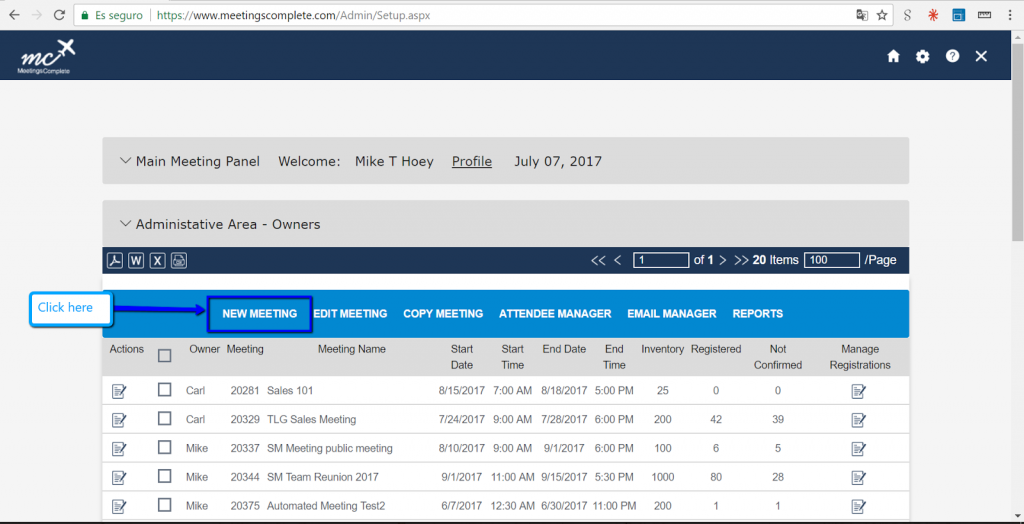 Es seguro https://www.meetingscomplete.com/Admin/Setup.aspx
mc
MeetingsComplete
Main Meeting Panel Welcome: Mike T Hoey Profile July 07, 2017
Administative Area - Owners
<< < 1 of 1 > >> 20 Items 100 /Page
Click here
NEW MEETING EDIT MEETING COPY MEETING ATTENDEE MANAGER EMAIL MANAGER REPORTS
Actions Owner Meeting Meeting Name Start Date Start Time End Date End Time Inventory Registered Not Confirmed Manage Registrations
Carl 20281 Sales 101 8/15/2017 7:00 AM 8/18/2017 5:00 PM 25 0 0
Carl 20329 TLG Sales Meeting 7/24/2017 9:00 AM 7/28/2017 6:00 PM 200 42 39
Mike 20337 SM Meeting public meeting 8/10/2017 9:00 AM 9/1/2017 6:00 PM 100 6 5
Mike 20344 SM Team Reunion 2017 9/1/2017 11:00 AM 9/15/2017 5:30 PM 1000 80 28
Mike 20375 Automated Meeting Test2 6/7/2017 12:30 AM 6/30/2017 11:00 PM 200 1 1